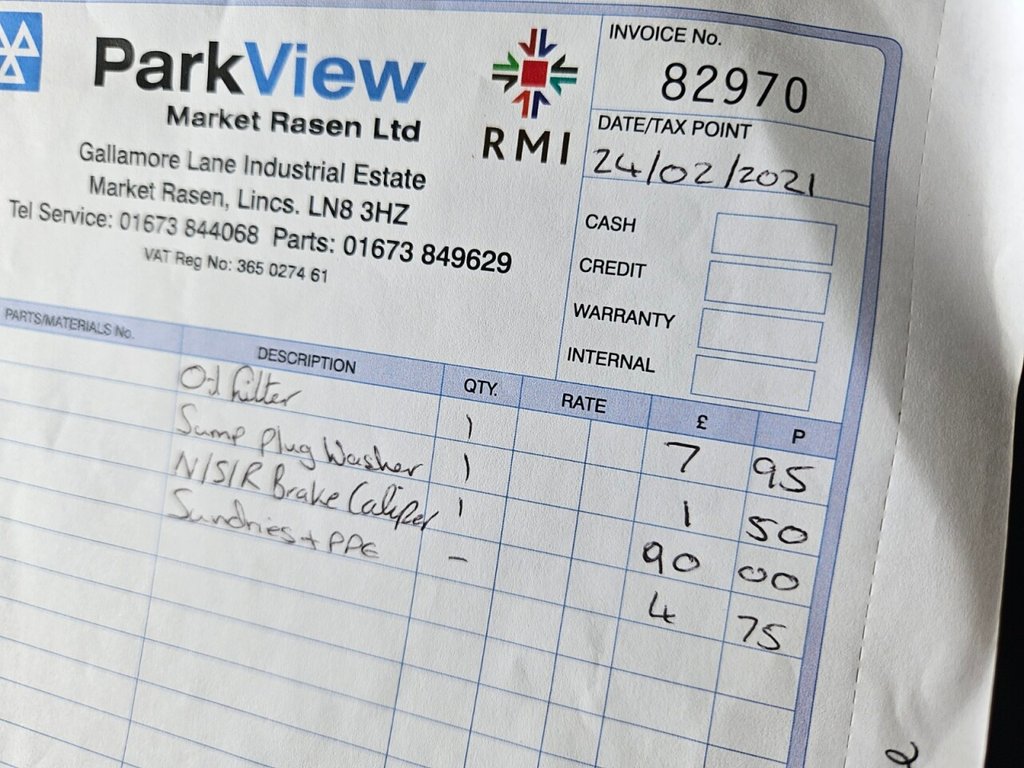 ParkView
Market Rasen Ltd
Gallamore Lane Industrial Estate
Market Rasen, Lincs. LN8 3HZ
Tel Service: 01673 844068 Parts: 01673 849629
VAT Reg No: 365 0274 61
RMI
INVOICE No.
82970
DATE/TAX POINT
24/02/2021
CASH
CREDIT
WARRANTY
INTERNAL
PARTS/MATERIALS No. DESCRIPTION QTY. RATE £ P
Oil filter 1 7 95
Sump plug Washer 1 1 50
N/S/R Brake Caliper 1 90 00
Sundries + PPE - 4 75